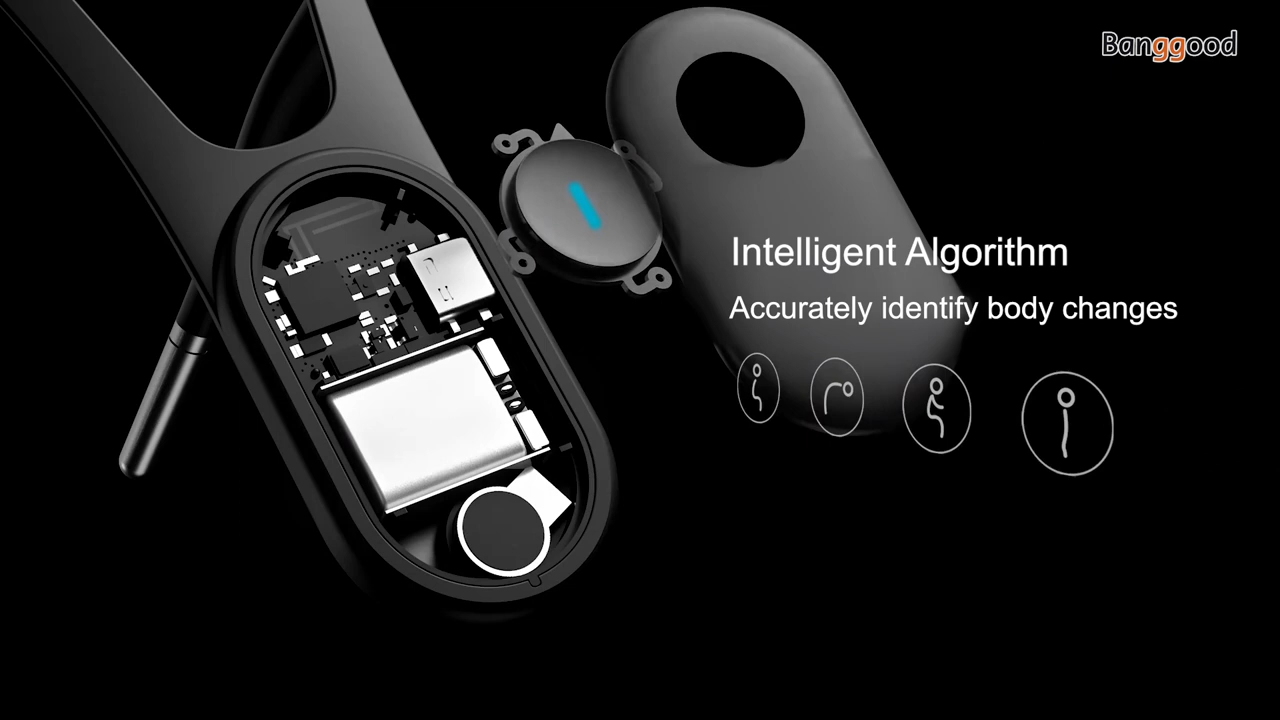 Banggood
Intelligent Algorithm
Accurately identify body changes